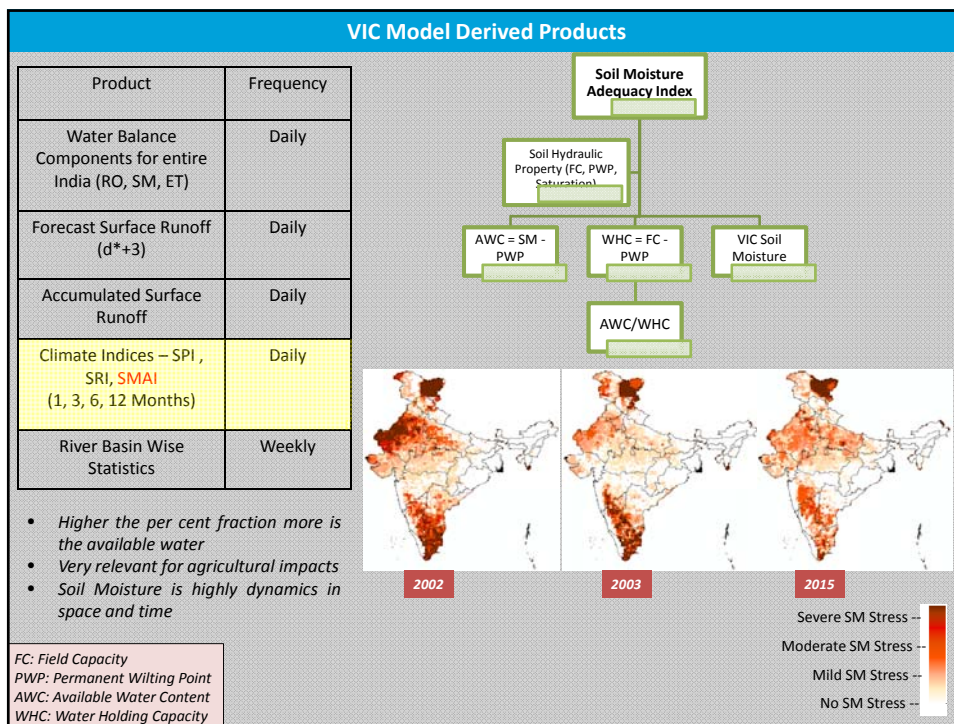 VIC Model Derived Products
Product
Frequency
Water Balance
Components for entire
India (RO, SM, ET)
Daily
Forecast Surface Runoff
(d*+3)
Daily
Accumulated Surface
Runoff
Daily
Climate Indices – SPI ,
SRI, SMAI
(1, 3, 6, 12 Months)
Daily
River Basin Wise
Statistics
Weekly
• Higher the per cent fraction more is
the available water
• Very relevant for agricultural impacts
• Soil Moisture is highly dynamics in
space and time
FC: Field Capacity
PWP: Permanent Wilting Point
AWC: Available Water Content
WHC: Water Holding Capacity
Soil Moisture
Adequacy Index
Soil Hydraulic
Property (FC, PWP,
Saturation)
AWC = SM -
PWP
WHC = FC -
PWP
VIC Soil
Moisture
AWC/WHC
2002
2003
2015
Severe SM Stress --
Moderate SM Stress --
Mild SM Stress --
No SM Stress --